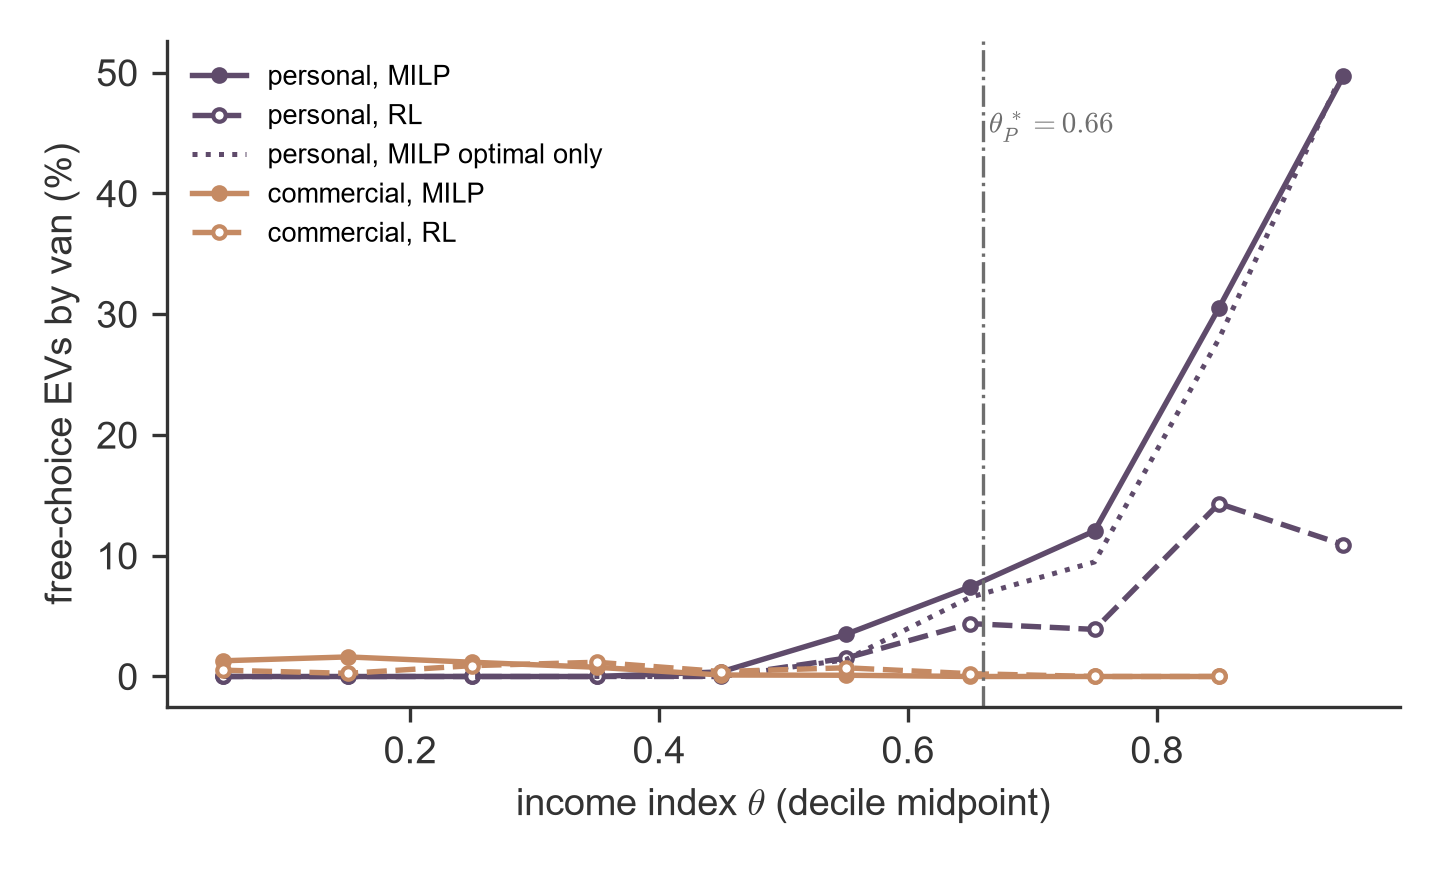 50
40
30
20
10
0
free-choice EVs by van (%)
personal, MILP
personal, RL
personal, MILP optimal only
commercial, MILP
commercial, RL
θ_P^* = 0.66
0.2 0.4 0.6 0.8
income index θ (decile midpoint)